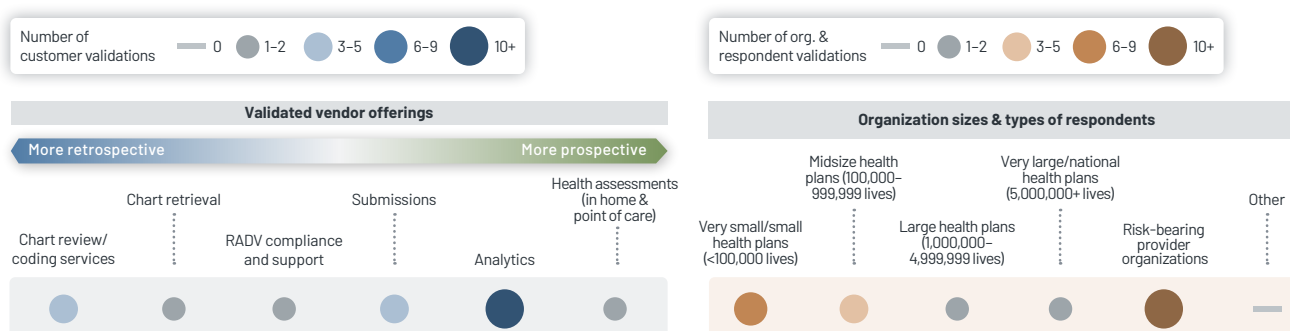 Number of
customer validations
0
1–2
3–5
6–9
10+
Number of org. &
respondent validations
0
1–2
3–5
6–9
10+
Validated vendor offerings
More retrospective
More prospective
Chart review/
coding services
Chart retrieval
RADV compliance
and support
Submissions
Analytics
Health assessments
(in home &
point of care)
Organization sizes & types of respondents
Very small/small
health plans
(<100,000 lives)
Midsize health
plans (100,000–
999,999 lives)
Large health plans
(1,000,000–
4,999,999 lives)
Very large/national
health plans
(5,000,000+ lives)
Risk-bearing
provider
organizations
Other